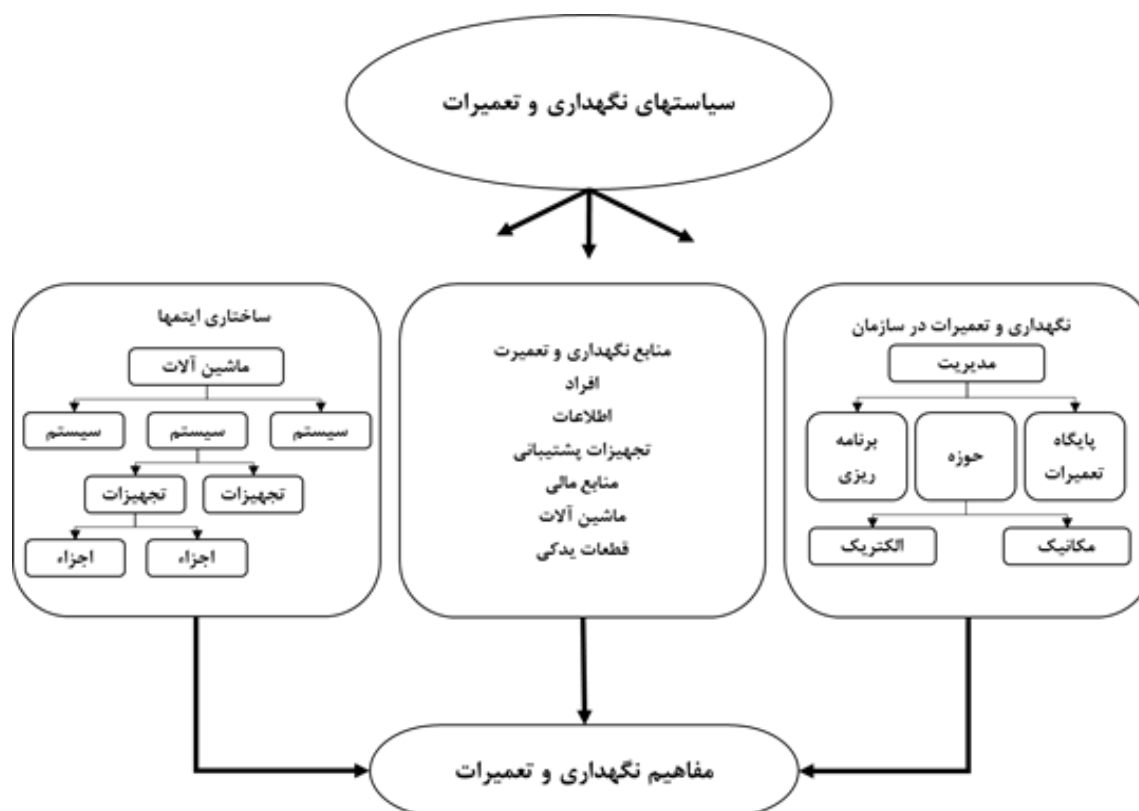 سیاستهای نگهداری و تعمیرات
نگهداری و تعمیرات در سازمان
مدیریت
پایگاه
تعمیرات
حوزه
برنامه
ریزی
مکانیک
الکتریک
منابع نگهداری و تعمیرت
افراد
اطلاعات
تجهیزات پشتیبانی
منابع مالی
ماشین آلات
قطعات یدکی
ساختاری ایتمها
ماشین آلات
سیستم
سیستم
سیستم
تجهیزات
تجهیزات
اجزاء
اجزاء
مفاهیم نگهداری و تعمیرات